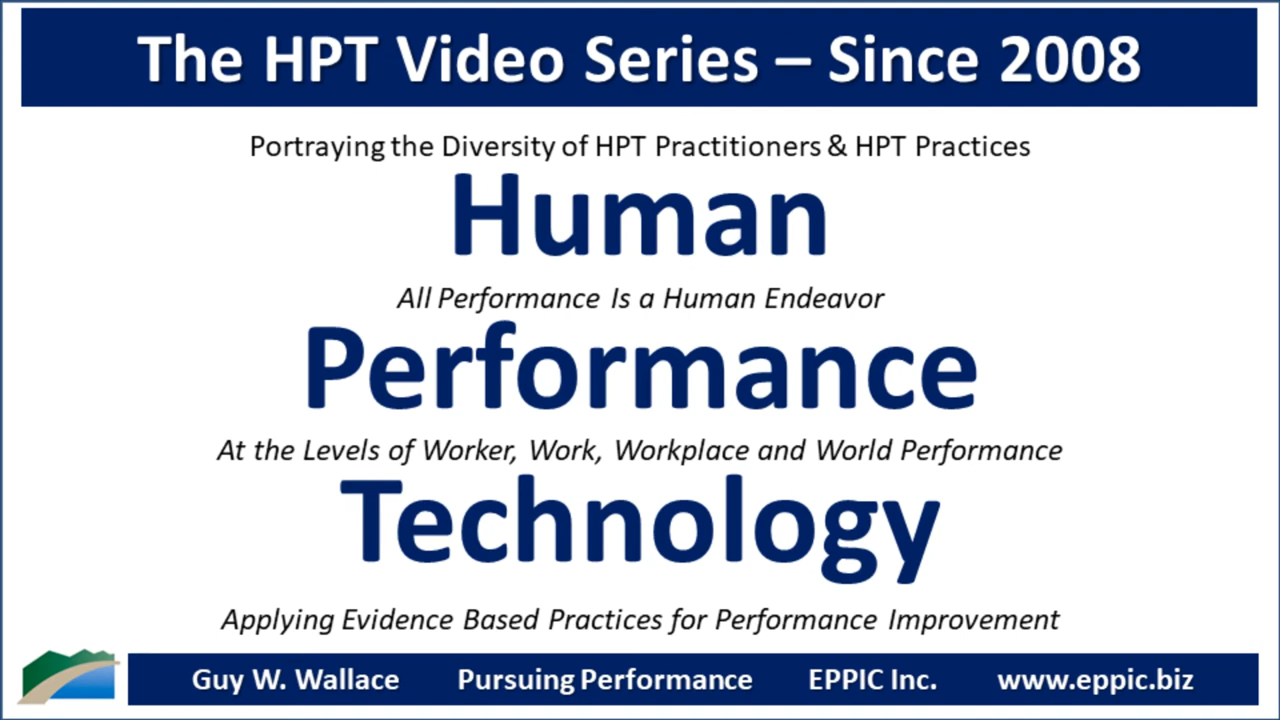 The HPT Video Series – Since 2008
Portraying the Diversity of HPT Practitioners & HPT Practices
Human
All Performance Is a Human Endeavor
Performance
At the Levels of Worker, Work, Workplace and World Performance
Technology
Applying Evidence Based Practices for Performance Improvement
Guy W. Wallace Pursuing Performance EPPIC Inc. www.eppic.biz